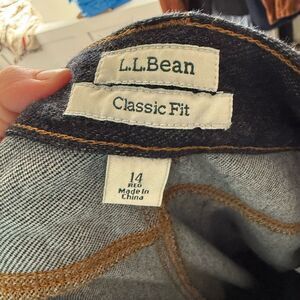 L.L.Bean
Classic Fit
14
REG
Made in
China